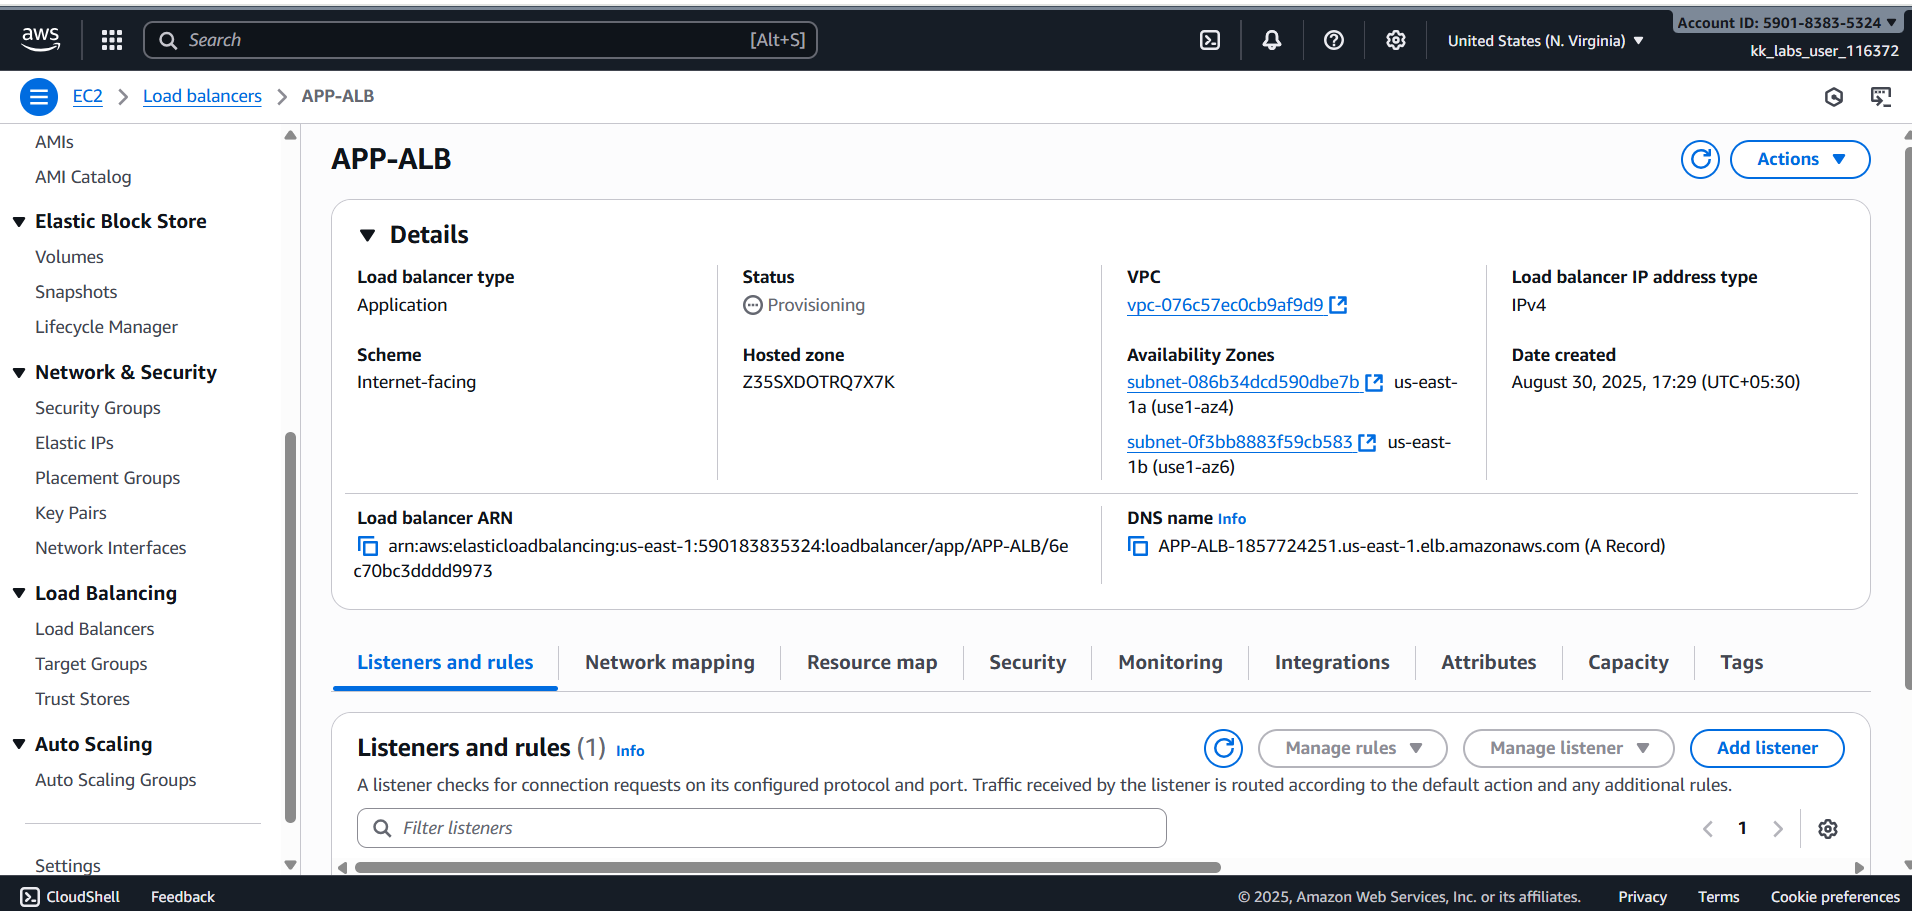 aws
Search
[Alt+S]
United States (N. Virginia)
Account ID: 5901-8383-5324
kk_labs_user_116372
EC2
Load balancers
APP-ALB
AMIs
AMI Catalog
Elastic Block Store
Volumes
Snapshots
Lifecycle Manager
Network & Security
Security Groups
Elastic IPs
Placement Groups
Key Pairs
Network Interfaces
Load Balancing
Load Balancers
Target Groups
Trust Stores
Auto Scaling
Auto Scaling Groups
Settings
APP-ALB
Actions
Details
Load balancer type
Application
Status
Provisioning
VPC
vpc-076c57ec0cb9af9d9
Load balancer IP address type
IPv4
Scheme
Internet-facing
Hosted zone
Z35SXDOTRQ7X7K
Availability Zones
subnet-086b34dcd590dbe7b us-east-
1a (use1-az4)
subnet-0f3bb8883f59cb583 us-east-
1b (use1-az6)
Date created
August 30, 2025, 17:29 (UTC+05:30)
Load balancer ARN
arn:aws:elasticloadbalancing:us-east-1:590183835324:loadbalancer/app/APP-ALB/6e
c70bc3dddd9973
DNS name Info
APP-ALB-1857724251.us-east-1.elb.amazonaws.com (A Record)
Listeners and rules
Network mapping
Resource map
Security
Monitoring
Integrations
Attributes
Capacity
Tags
Listeners and rules (1) Info
Manage rules
Manage listener
Add listener
A listener checks for connection requests on its configured protocol and port. Traffic received by the listener is routed according to the default action and any additional rules.
Filter listeners
1
CloudShell
Feedback
© 2025, Amazon Web Services, Inc. or its affiliates.
Privacy
Terms
Cookie preferences